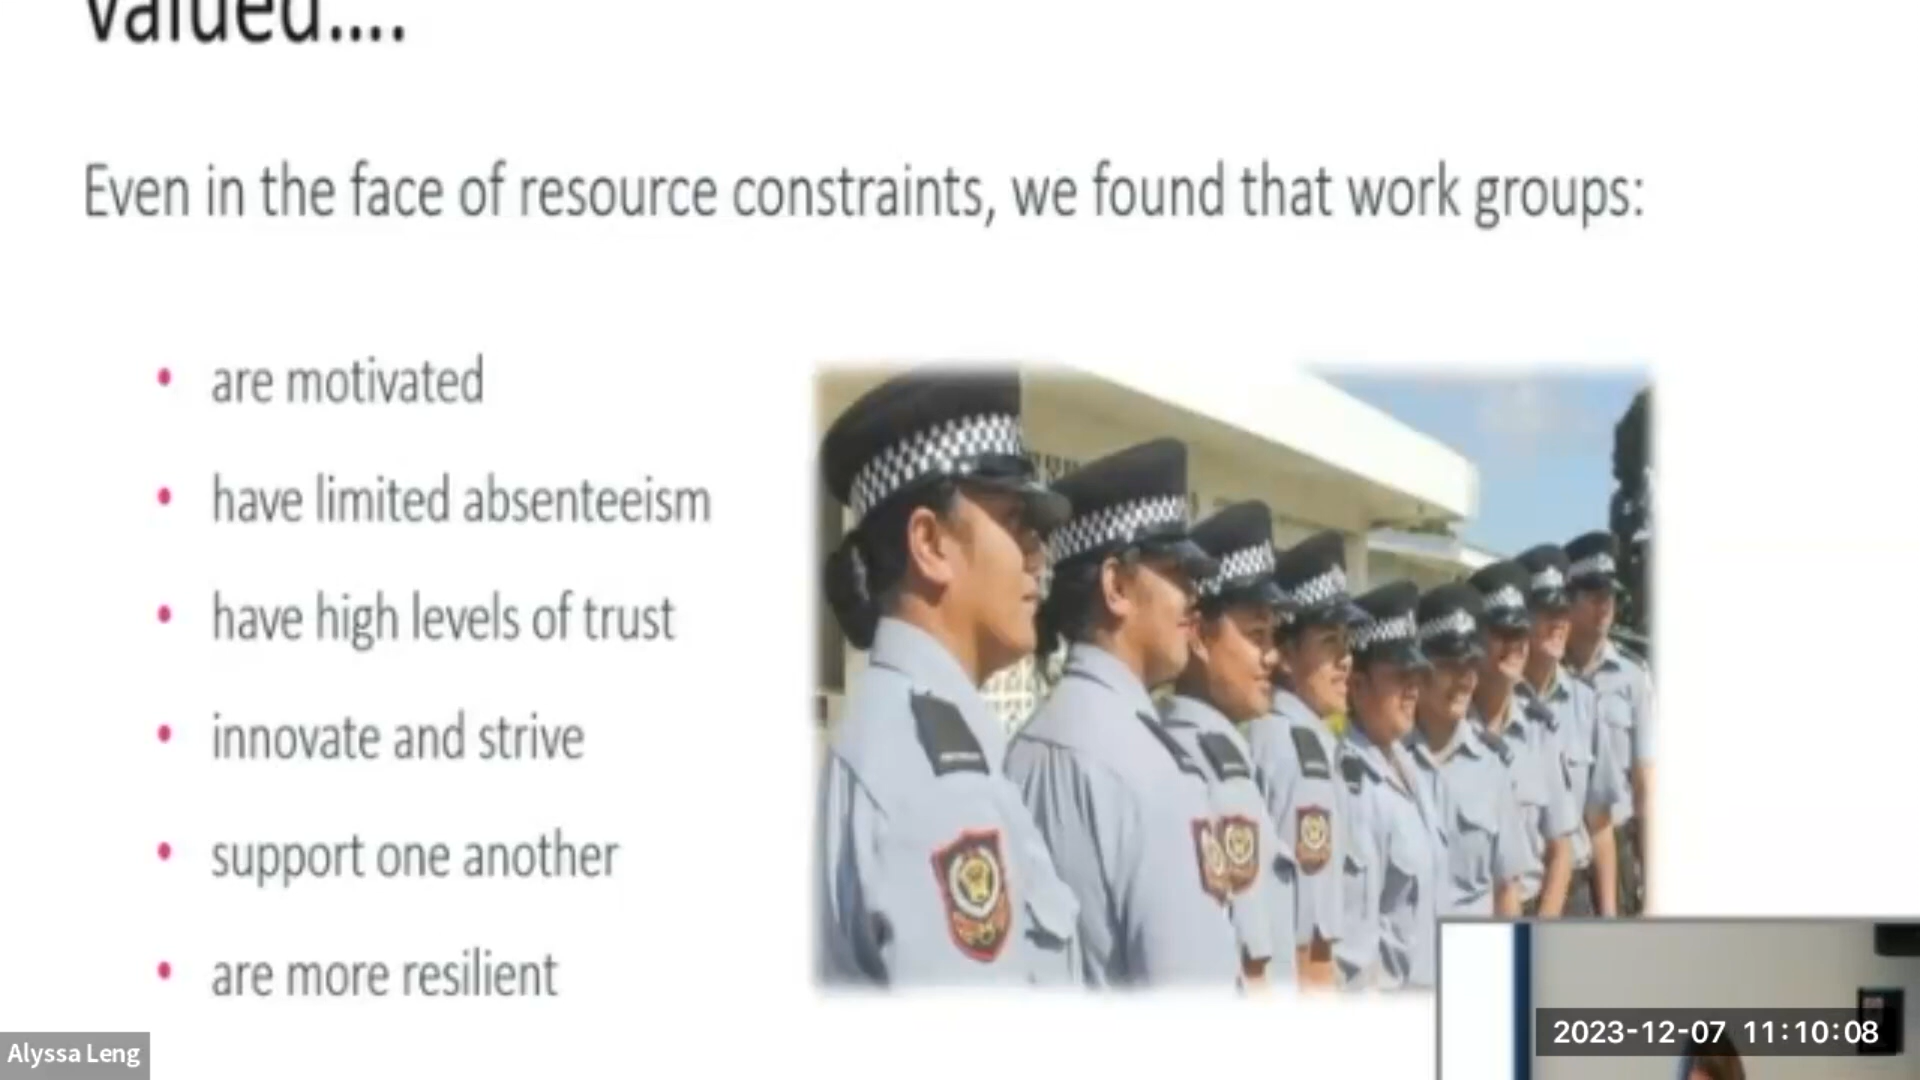 valued....
Even in the face of resource constraints, we found that work groups:
• are motivated
• have limited absenteeism
• have high levels of trust
• innovate and strive
• support one another
• are more resilient
Alyssa Leng
2023-12-07 11:10:08